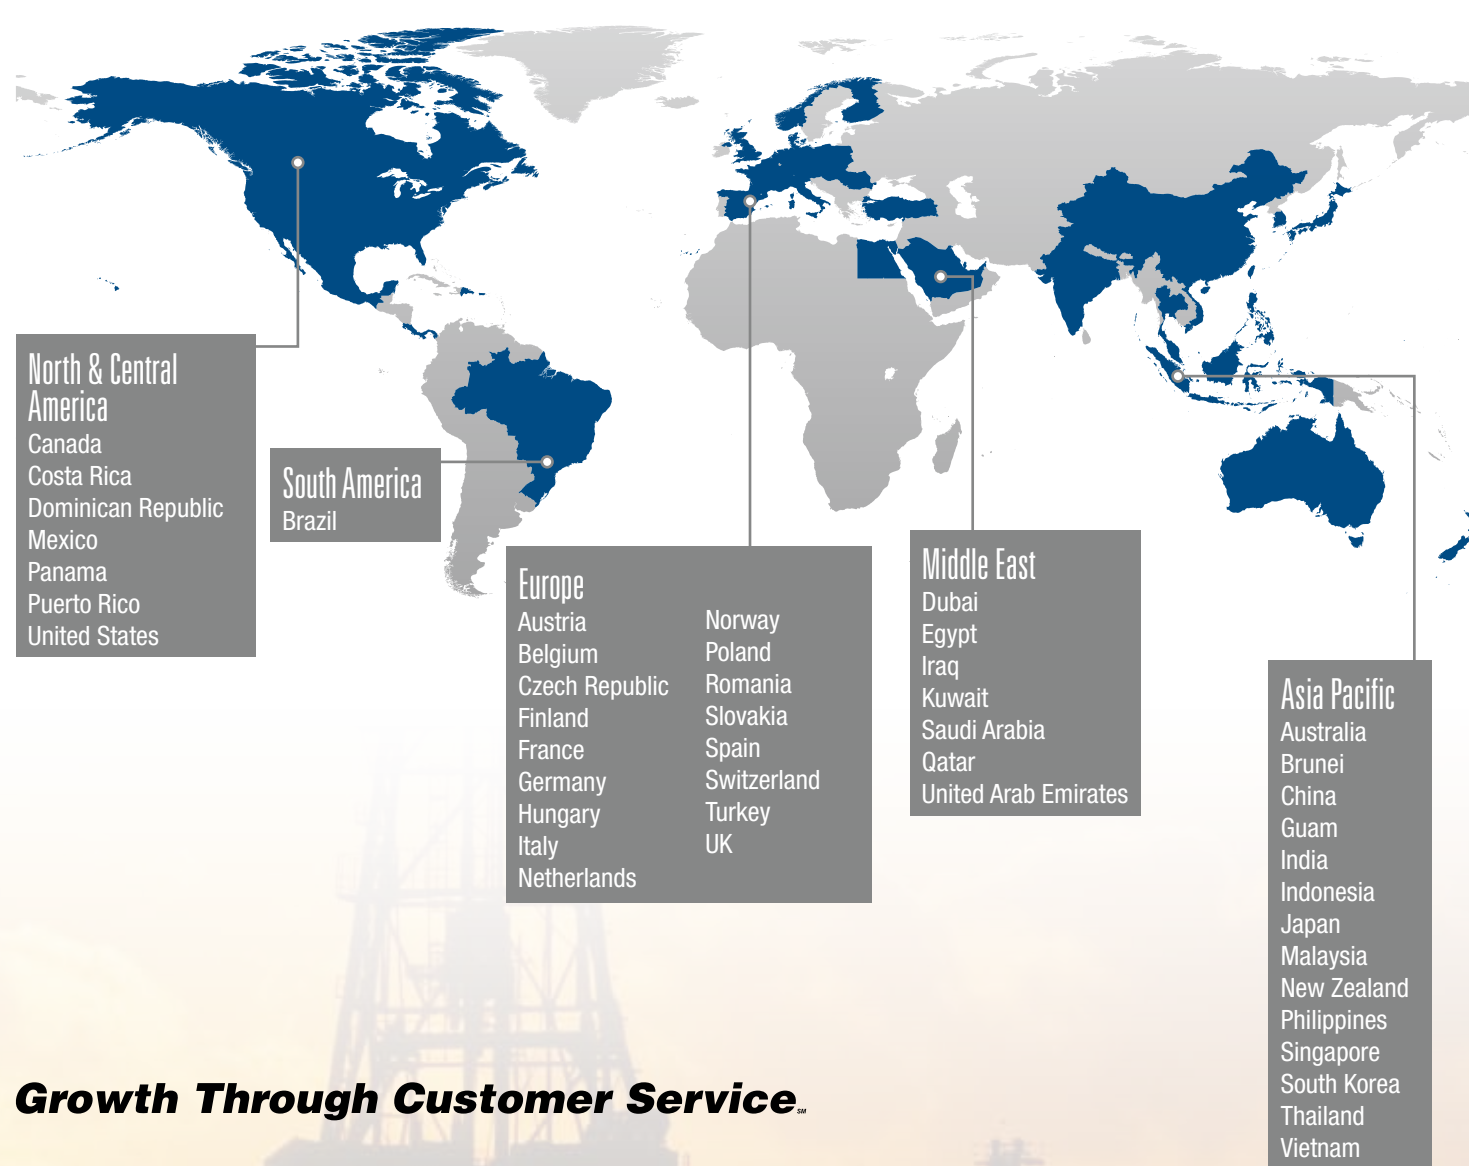 North & Central
America
Canada
Costa Rica
Dominican Republic
Mexico
Panama
Puerto Rico
United States
South America
Brazil
Europe
Austria
Belgium
Czech Republic
Finland
France
Germany
Hungary
Italy
Netherlands
Norway
Poland
Romania
Slovakia
Spain
Switzerland
Turkey
UK
Middle East
Dubai
Egypt
Iraq
Kuwait
Saudi Arabia
Qatar
United Arab Emirates
Asia Pacific
Australia
Brunei
China
Guam
India
Indonesia
Japan
Malaysia
New Zealand
Philippines
Singapore
South Korea
Thailand
Vietnam
Growth Through Customer Service℠